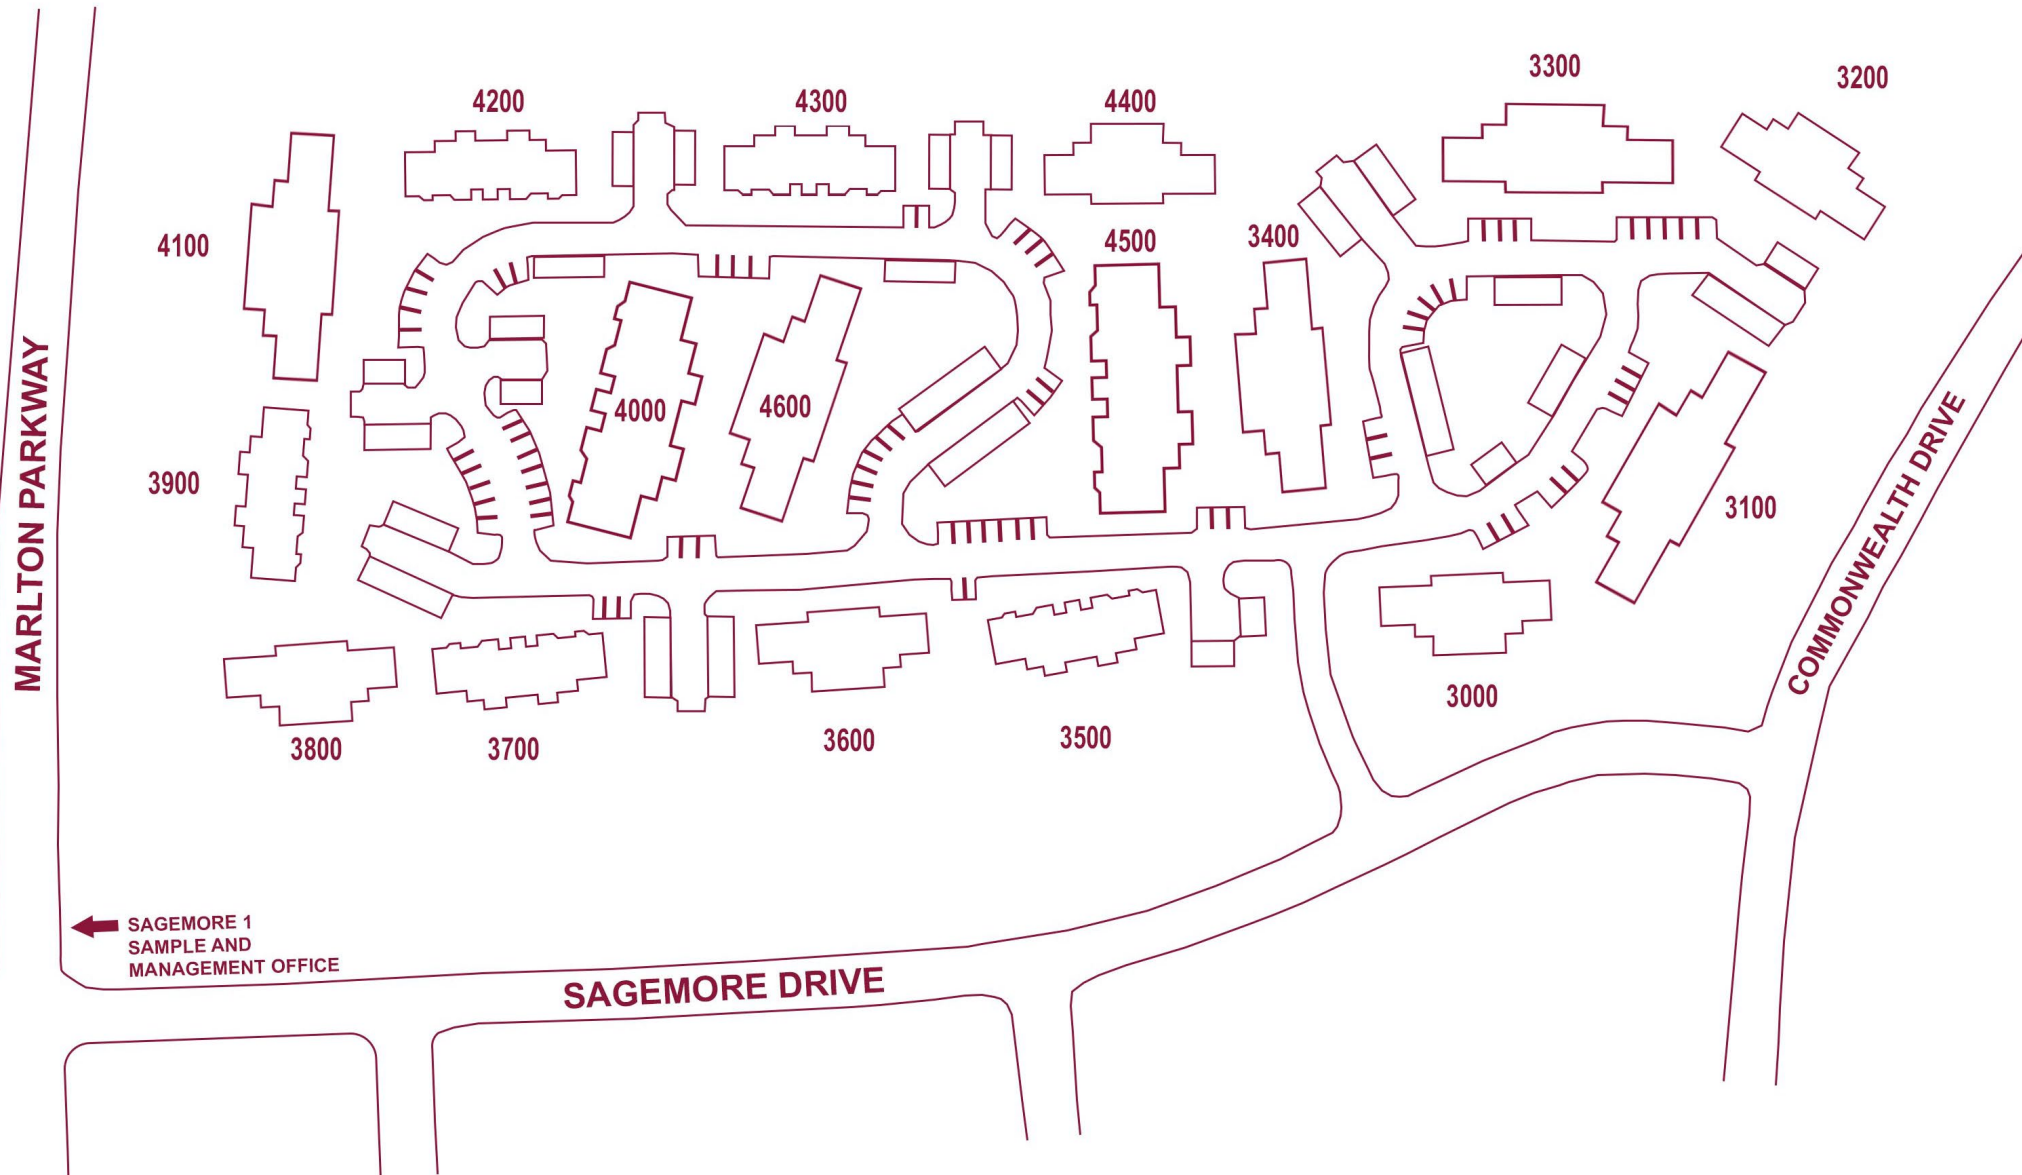 3300
3200
4200
4300
4400
4100
4500
3400
4000
4600
3900
3100
MARLTON PARKWAY
COMMONWEALTH DRIVE
3000
3800
3700
3600
3500
SAGEMORE 1
SAMPLE AND
MANAGEMENT OFFICE
SAGEMORE DRIVE